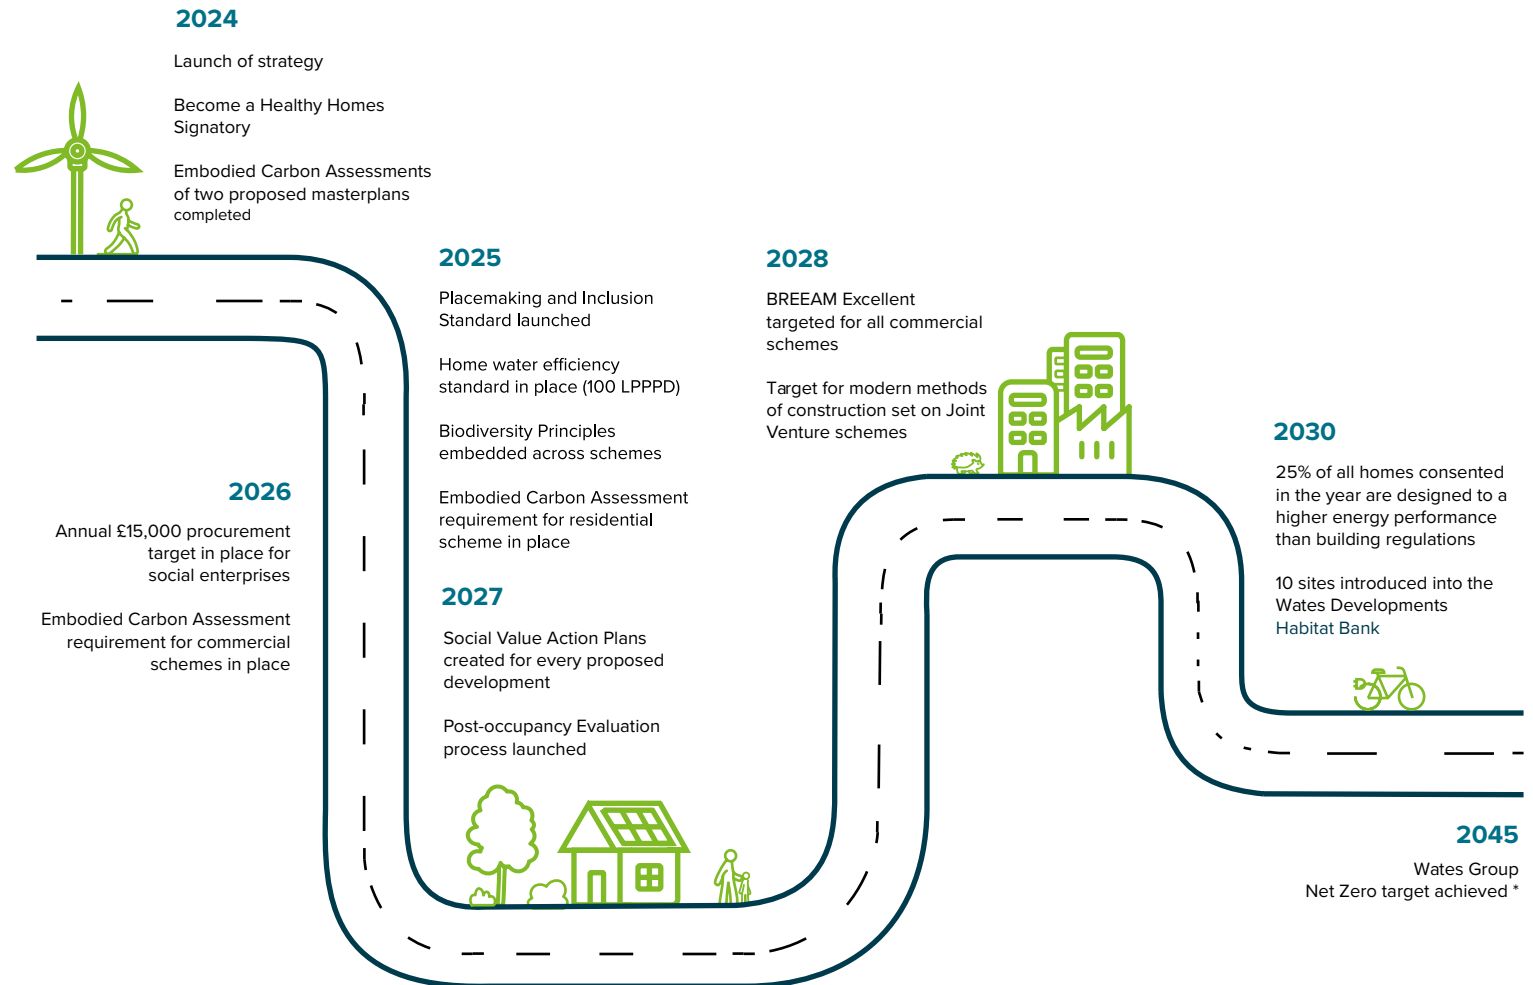 2024
Launch of strategy
Become a Healthy Homes
Signatory
Embodied Carbon Assessments
of two proposed masterplans
completed
2025
Placemaking and Inclusion
Standard launched
Home water efficiency
standard in place (100 LPPPD)
Biodiversity Principles
embedded across schemes
Embodied Carbon Assessment
requirement for residential
scheme in place
2026
Annual £15,000 procurement
target in place for
social enterprises
Embodied Carbon Assessment
requirement for commercial
schemes in place
2027
Social Value Action Plans
created for every proposed
development
Post-occupancy Evaluation
process launched
2028
BREEAM Excellent
targeted for all commercial
schemes
Target for modern methods
of construction set on Joint
Venture schemes
2030
25% of all homes consented
in the year are designed to a
higher energy performance
than building regulations
10 sites introduced into the
Wates Developments
Habitat Bank
2045
Wates Group
Net Zero target achieved *